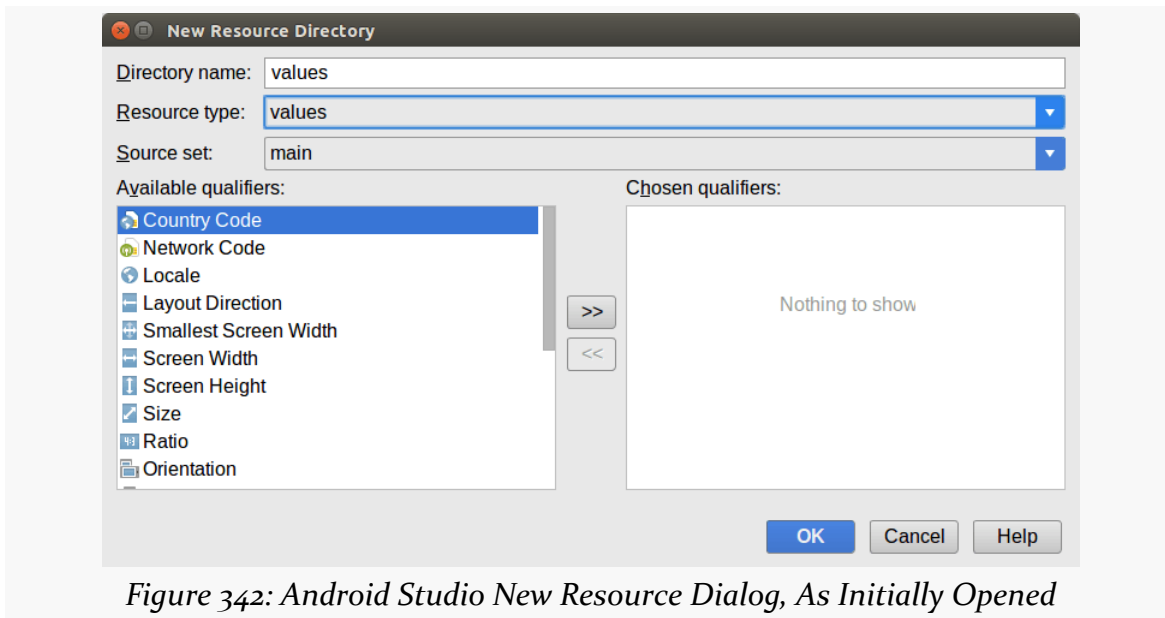 New Resource Directory
Directory name: values
Resource type: values
Source set: main
Available qualifiers:
Country Code
Network Code
Locale
Layout Direction
Smallest Screen Width
Screen Width
Screen Height
Size
Ratio
Orientation
>>
<<
Chosen qualifiers:
Nothing to show
OK Cancel Help
Figure 342: Android Studio New Resource Dialog, As Initially Opened